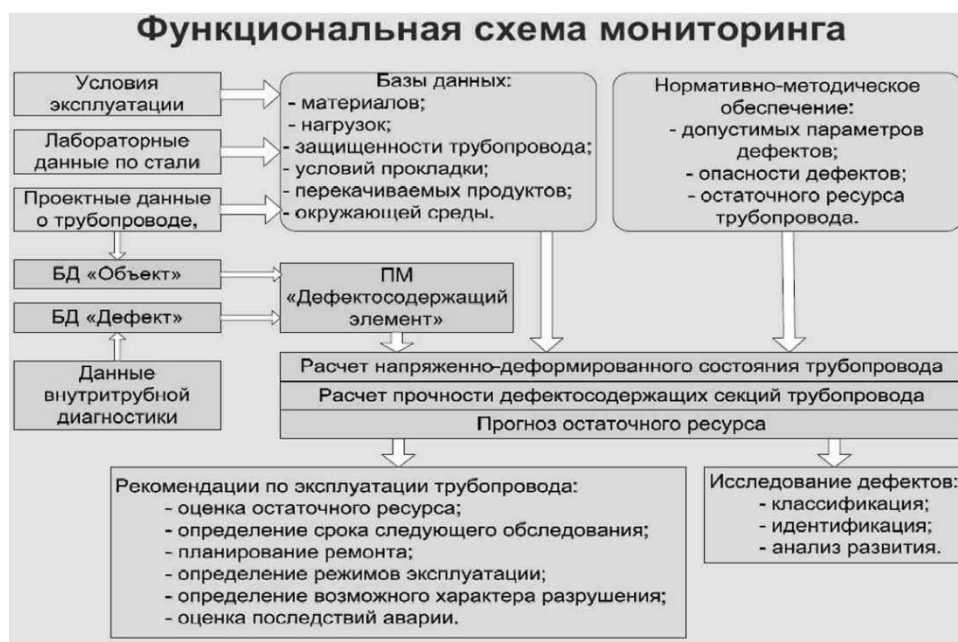 Функциональная схема мониторинга
Условия
эксплуатации
Лабораторные
данные по стали
Проектные данные
о трубопроводе,
Базы данных:
- материалов;
- нагрузок;
- защищенности трубопровода;
- условий прокладки;
- перекачиваемых продуктов;
- окружающей среды.
Нормативно-методическое
обеспечение:
- допустимых параметров
дефектов;
- опасности дефектов;
- остаточного ресурса
трубопровода.
БД «Объект»
БД «Дефект»
ПМ
«Дефектосодержащий
элемент»
Данные
внутритрубной
диагностики
Расчет напряженно-деформированного состояния трубопровода
Расчет прочности дефектосодержащих секций трубопровода
Прогноз остаточного ресурса
Рекомендации по эксплуатации трубопровода:
- оценка остаточного ресурса;
- определение срока следующего обследования;
- планирование ремонта;
- определение режимов эксплуатации;
- определение возможного характера разрушения;
- оценка последствий аварии.
Исследование дефектов:
- классификация;
- идентификация;
- анализ развития.